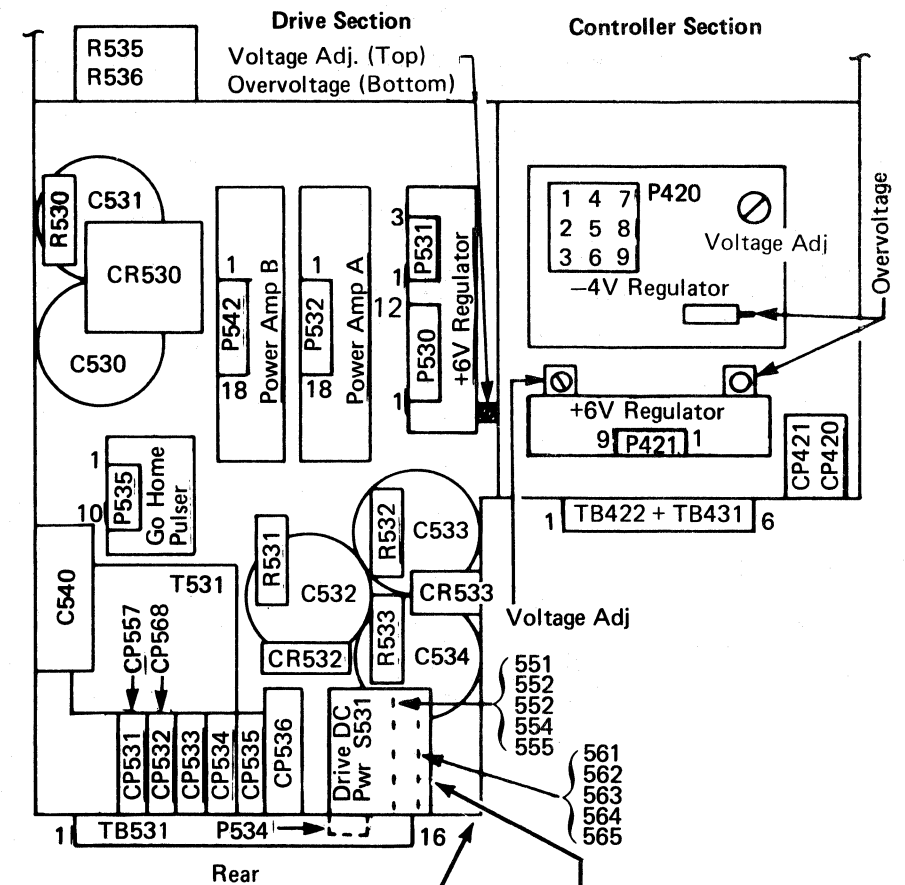 Drive Section
Controller Section
R535
R536
Voltage Adj. (Top)
Overvoltage (Bottom)
R530
C531
CR530
C530
1
P542
18
Power Amp B
1
P532
18
Power Amp A
3
P531
1
12
P530
1
+6V Regulator
1 4 7
2 5 8
3 6 9
P420
Voltage Adj
−4V Regulator
Overvoltage
+6V Regulator
9 P421 1
CP421
CP420
1 TB422 + TB431 6
Voltage Adj
1
P535
10
Go Home
Pulser
C540
T531
CP557
CP568
R531
C532
CR532
R532
C533
CR533
R533
C534
CP531
CP532
CP533
CP534
CP535
CP536
Drive DC
Pwr S531
551
552
552
554
555
561
562
563
564
565
1 TB531 P534 16
Rear